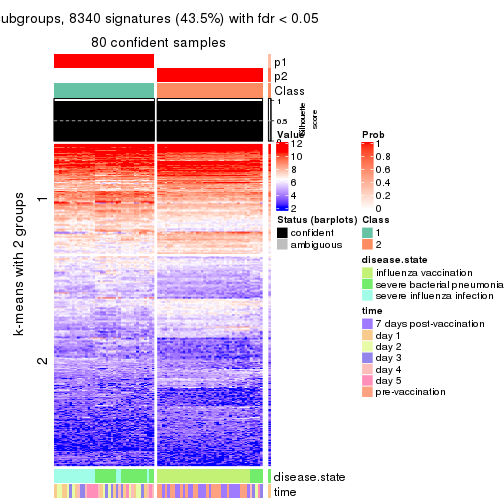 ubgroups, 8340 signatures (43.5%) with fdr < 0.05
80 confident samples
p1
p2
Class
1
0.5
0
Silhouette
score
k-means with 2 groups
1
2
Value
12
10
8
6
4
2
Prob
1
0.8
0.6
0.4
0.2
0
Status (barplots)
confident
ambiguous
Class
1
2
disease.state
influenza vaccination
severe bacterial pneumonia
severe influenza infection
time
7 days post-vaccination
day 1
day 2
day 3
day 4
day 5
pre-vaccination
disease.state
time